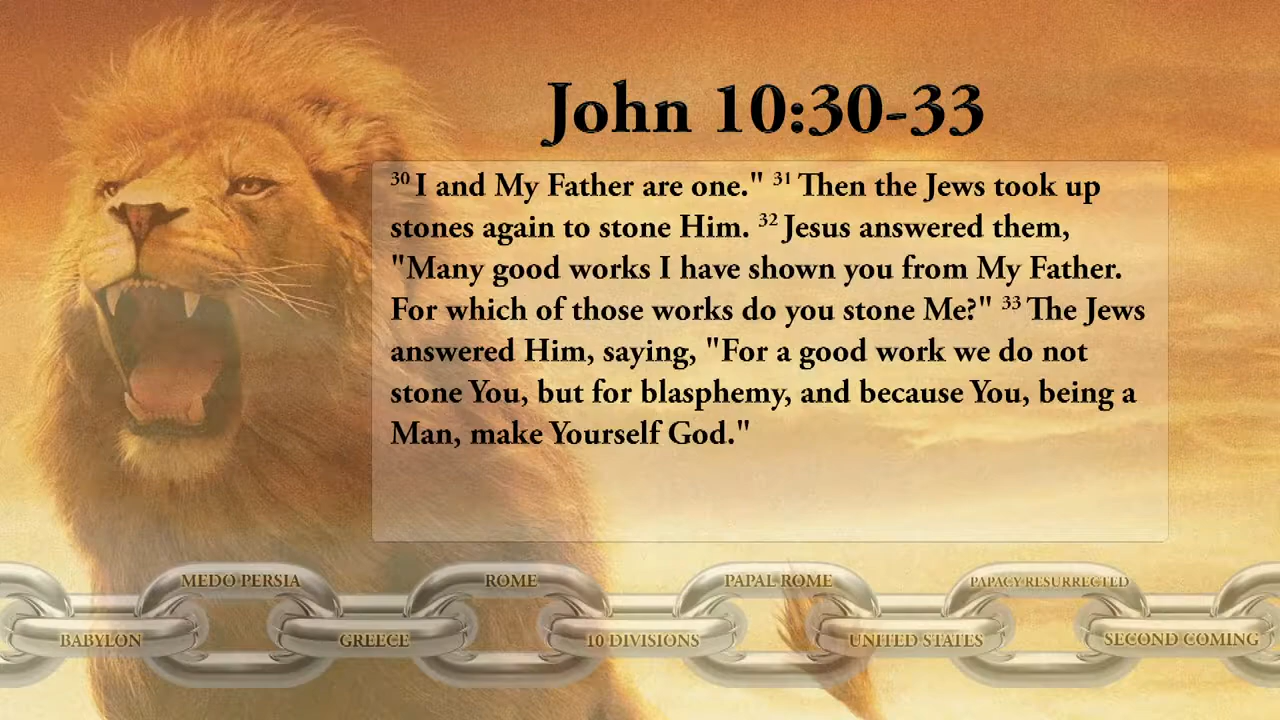 John 10:30-33
30 I and My Father are one." 31 Then the Jews took up
stones again to stone Him. 32 Jesus answered them,
"Many good works I have shown you from My Father.
For which of those works do you stone Me?" 33 The Jews
answered Him, saying, "For a good work we do not
stone You, but for blasphemy, and because You, being a
Man, make Yourself God."
MEDO PERSIA ROME PAPAL ROME PAPACY RESURRECTED
BABYLON GREECE 10 DIVISIONS UNITED STATES SECOND COMING